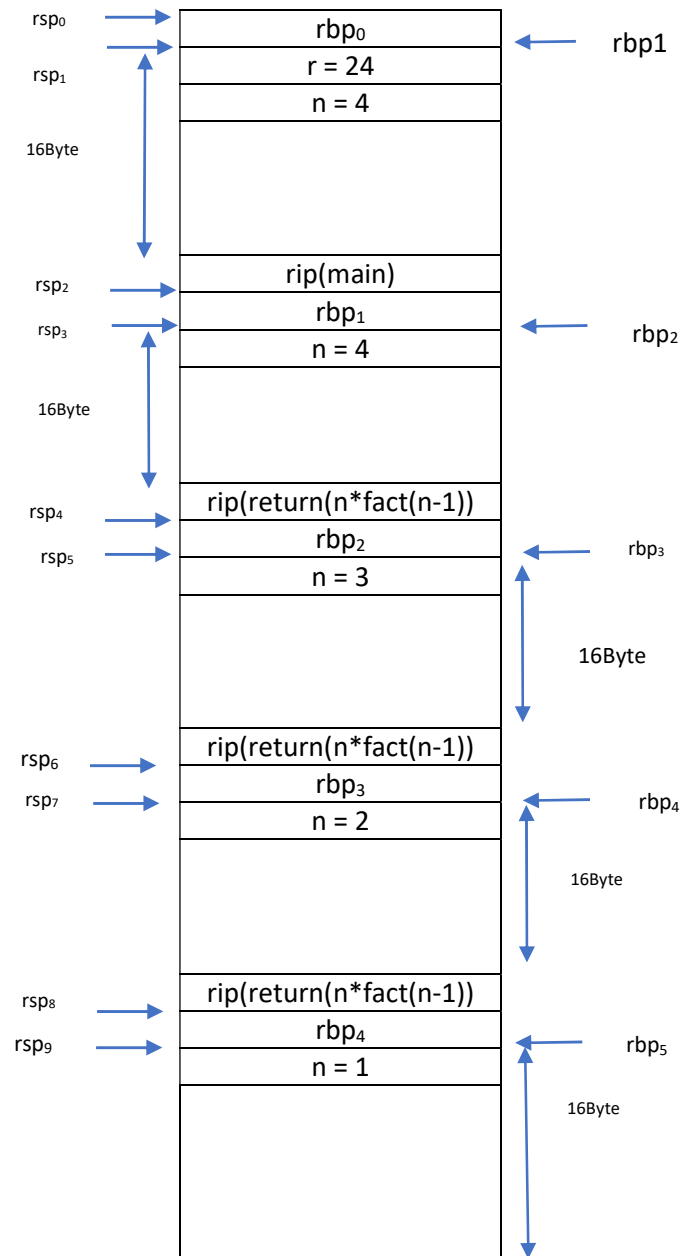 rsp₀
rbp₀
rbp1
rsp₁
r = 24
n = 4
16Byte
rip(main)
rsp₂
rbp₁
rsp₃
rbp₂
n = 4
16Byte
rip(return(n*fact(n-1))
rsp₄
rbp₂
rsp₅
rbp₃
n = 3
16Byte
rip(return(n*fact(n-1))
rsp₆
rbp₃
rsp₇
rbp₄
n = 2
16Byte
rip(return(n*fact(n-1))
rsp₈
rbp₄
rsp₉
rbp₅
n = 1
16Byte